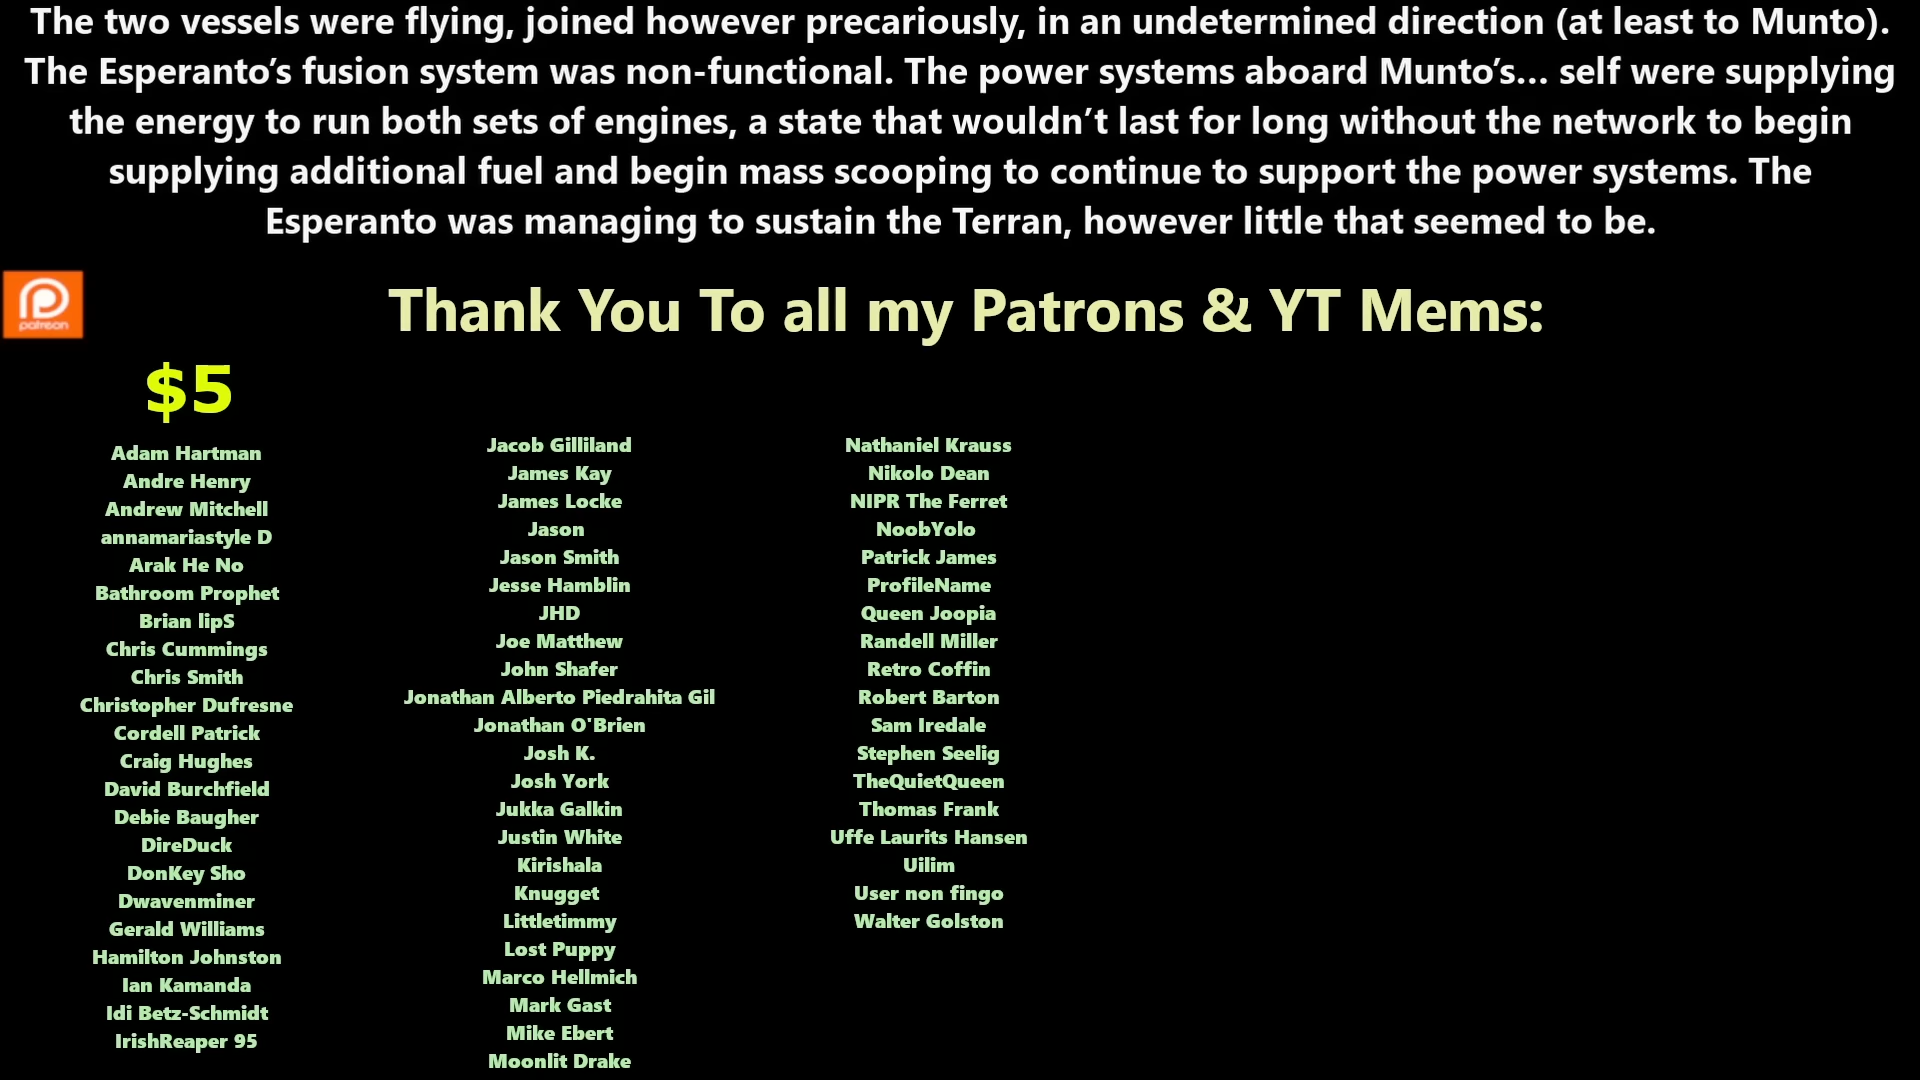 The two vessels were flying, joined however precariously, in an undetermined direction (at least to Munto).
The Esperanto’s fusion system was non-functional. The power systems aboard Munto’s... self were supplying
the energy to run both sets of engines, a state that wouldn’t last for long without the network to begin
supplying additional fuel and begin mass scooping to continue to support the power systems. The
Esperanto was managing to sustain the Terran, however little that seemed to be.
patreon
Thank You To all my Patrons & YT Mems:
$5
Adam Hartman
Andre Henry
Andrew Mitchell
annamariastyle D
Arak He No
Bathroom Prophet
Brian lipS
Chris Cummings
Chris Smith
Christopher Dufresne
Cordell Patrick
Craig Hughes
David Burchfield
Debie Baugher
DireDuck
DonKey Sho
Dwavenminer
Gerald Williams
Hamilton Johnston
Ian Kamanda
Idi Betz-Schmidt
IrishReaper 95
Jacob Gilliland
James Kay
James Locke
Jason
Jason Smith
Jesse Hamblin
JHD
Joe Matthew
John Shafer
Jonathan Alberto Piedrahita Gil
Jonathan O'Brien
Josh K.
Josh York
Jukka Galkin
Justin White
Kirishala
Knugget
Littletimmy
Lost Puppy
Marco Hellmich
Mark Gast
Mike Ebert
Moonlit Drake
Nathaniel Krauss
Nikolo Dean
NIPR The Ferret
NoobYolo
Patrick James
ProfileName
Queen Joopia
Randell Miller
Retro Coffin
Robert Barton
Sam Iredale
Stephen Seelig
TheQuietQueen
Thomas Frank
Uffe Laurits Hansen
Uilim
User non fingo
Walter Golston